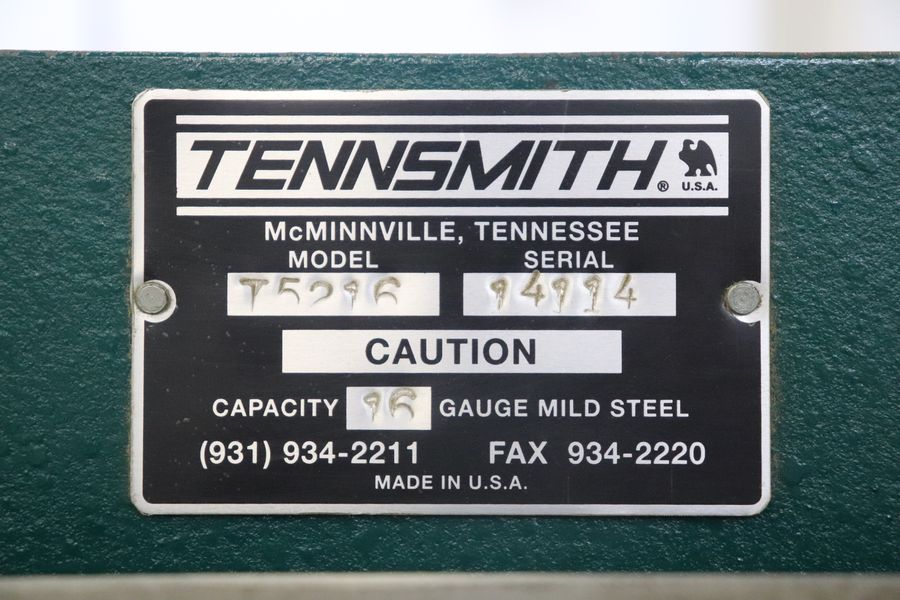 TENNSMITH®
U.S.A.
McMINNVILLE, TENNESSEE
MODEL SERIAL
T5216 14114
CAUTION
CAPACITY 16 GAUGE MILD STEEL
(931) 934-2211 FAX 934-2220
MADE IN U.S.A.